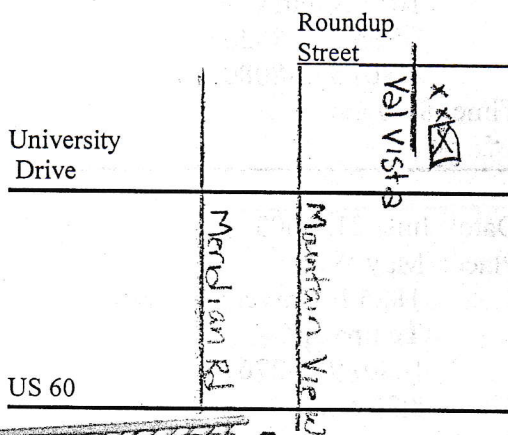 Roundup
Street
x x X
Val Vista
University
Drive
Meridian Rd
Mountain View
US 60